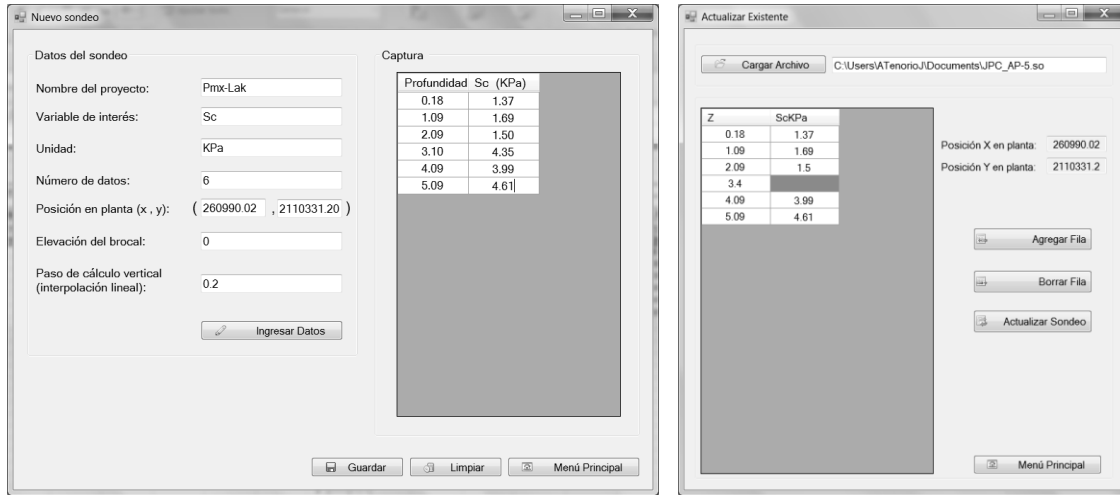 Nuevo sondeo
Datos del sondeo
Nombre del proyecto: Pmx-Lak
Variable de interés: Sc
Unidad: KPa
Número de datos: 6
Posición en planta (x , y): ( 260990.02 , 2110331.20 )
Elevación del brocal: 0
Paso de cálculo vertical
(interpolación lineal): 0.2
Ingresar Datos
Captura
Profundidad Sc (KPa)
0.18 1.37
1.09 1.69
2.09 1.50
3.10 4.35
4.09 3.99
5.09 4.61
Guardar Limpiar Menú Principal
Actualizar Existente
Cargar Archivo C:\Users\ATenorioJ\Documents\JPC_AP-5.so
Z ScKPa
0.18 1.37
1.09 1.69
2.09 1.5
3.4
4.09 3.99
5.09 4.61
Posición X en planta: 260990.02
Posición Y en planta: 2110331.2
Agregar Fila
Borrar Fila
Actualizar Sondeo
Menú Principal